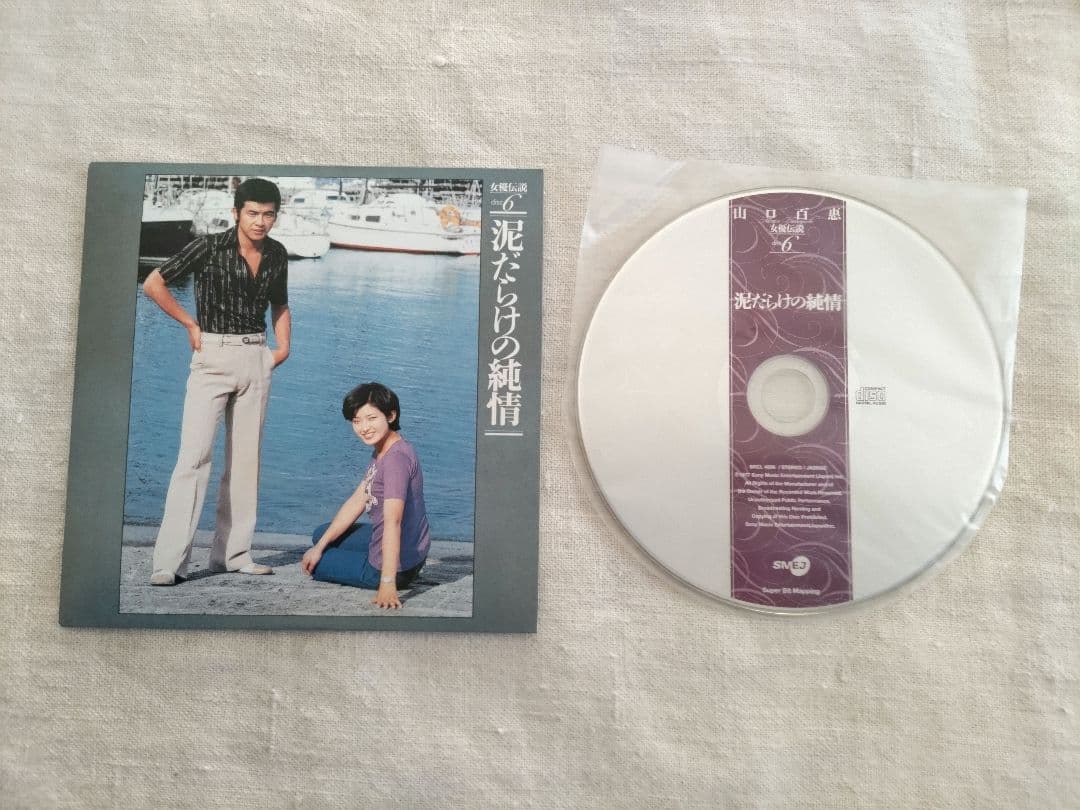 女優伝説
disc 6
泥だらけの純情
山口百恵
女優伝説
disc 6
泥だらけの純情
COMPACT
disc
DIGITAL AUDIO
/ STEREO / JASRAC
Sony Music Entertainment (Japan) Inc.
All Rights of the Manufacturer and of
the Owner of the Recorded Work Reserved.
Unauthorized Public Performance,
Broadcasting Renting and
Copying of this Disc Prohibited.
Sony Music Entertainment(Japan)Inc.
SMEJ
Super Bit Mapping